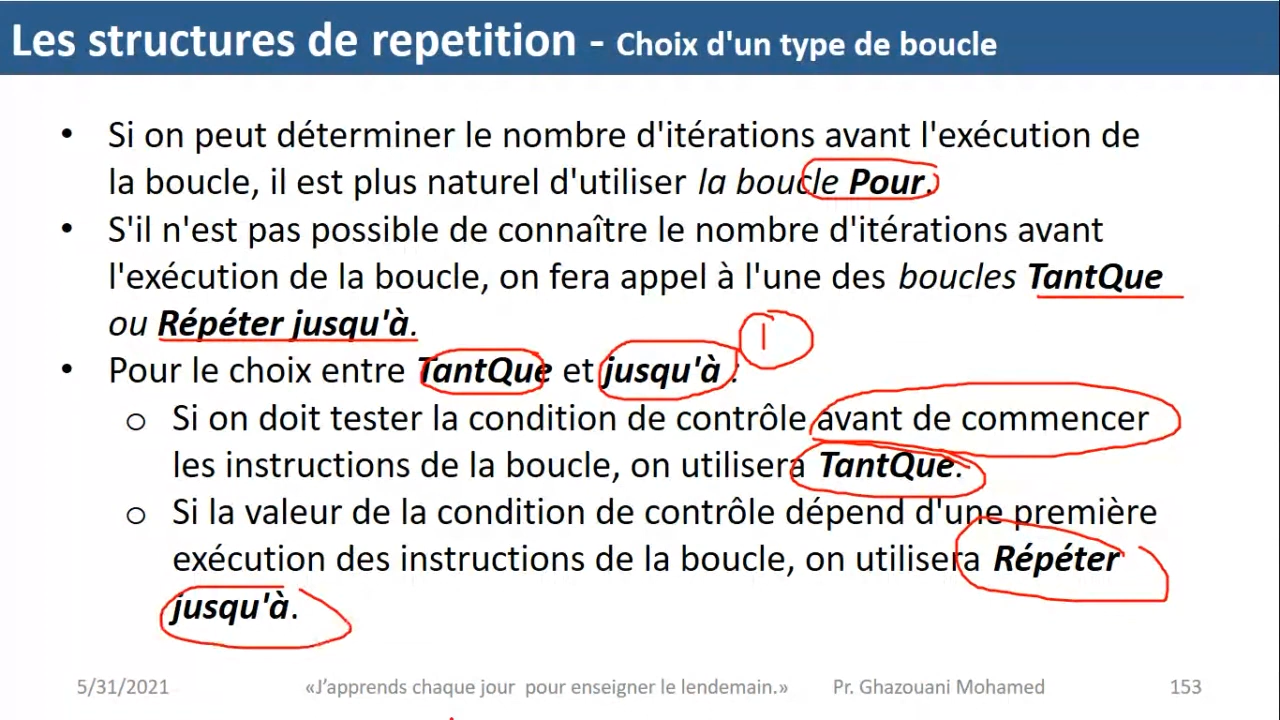 Les structures de repetition - Choix d'un type de boucle
• Si on peut déterminer le nombre d'itérations avant l'exécution de
la boucle, il est plus naturel d'utiliser la boucle Pour.
• S'il n'est pas possible de connaître le nombre d'itérations avant
l'exécution de la boucle, on fera appel à l'une des boucles TantQue
ou Répéter jusqu'à.
1
• Pour le choix entre TantQue et jusqu'à :
o Si on doit tester la condition de contrôle avant de commencer
les instructions de la boucle, on utilisera TantQue.
o Si la valeur de la condition de contrôle dépend d'une première
exécution des instructions de la boucle, on utilisera Répéter
jusqu'à.
5/31/2021 «J'apprends chaque jour pour enseigner le lendemain.» Pr. Ghazouani Mohamed 153